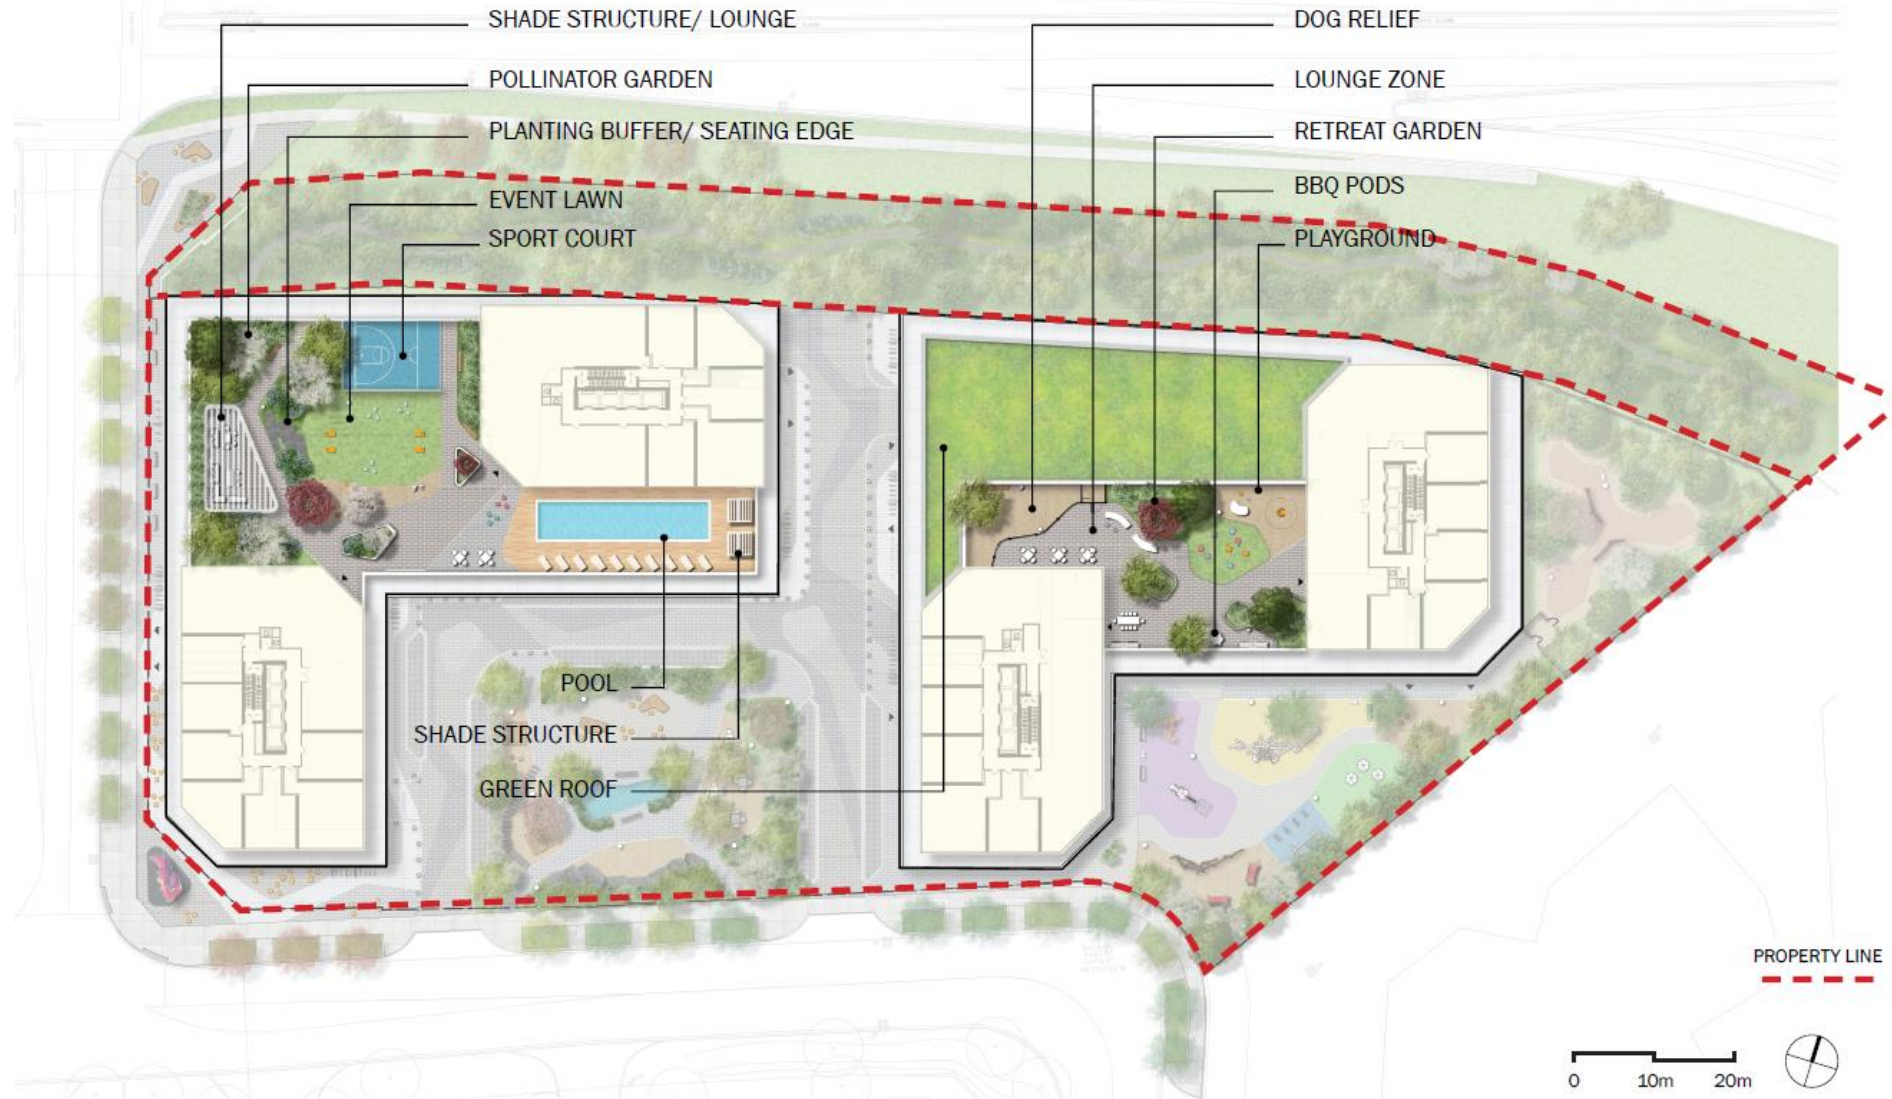 SHADE STRUCTURE/ LOUNGE
POLLINATOR GARDEN
PLANTING BUFFER/ SEATING EDGE
EVENT LAWN
SPORT COURT
DOG RELIEF
LOUNGE ZONE
RETREAT GARDEN
BBQ PODS
PLAYGROUND
POOL
SHADE STRUCTURE
GREEN ROOF
PROPERTY LINE
0 10m 20m